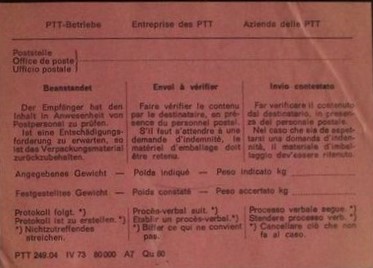 PTT-Betriebe Entreprise des PTT Azienda delle PTT
Poststelle
Office de poste
Ufficio postale
Beanstandet
Der Empfänger hat den
Inhalt in Anwesenheit von
Postpersonal zu prüfen.
Ist eine Entschädigungs-
forderung zu erwarten, so
ist das Verpackungsmaterial
zurückzubehalten.
Envoi à vérifier
Faire vérifier le contenu
par le destinataire, en pré-
sence du personnel postal.
S'il faut s'attendre à une
demande d'indemnité, le
matériel d'emballage doit
être retenu.
Invio contestato
Far verificare il contenuto
dal destinatario, in presen-
za del personale postale.
Nel caso che sia da aspet-
tarsi una domanda d'inden-
nità, il materiale d'imbal-
laggio dev'essere ritenuto.
Angegebenes Gewicht — Poids indiqué — Peso indicato kg
Festgestelltes Gewicht — Poids constaté — Peso accertato kg
Protokoll folgt. *)
Protokoll ist zu erstellen. *)
*) Nichtzutreffendes
streichen.
Procès-verbal suit. *)
Etablir un procès-verbal. *)
*) Biffer ce qui ne convient
pas.
Processo verbale segue. *)
Stendere processo verb. *)
*) Cancellare ciò che non
fa al caso.
PTT 249.04 IV 73 80000 A7 Qu 80